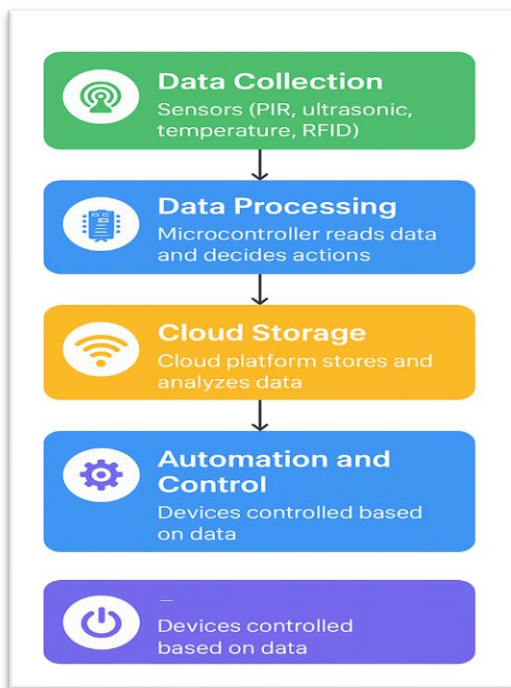 Data Collection
Sensors (PIR, ultrasonic,
temperature, RFID)
Data Processing
Microcontroller reads data
and decides actions
Cloud Storage
Cloud platform stores and
analyzes data
Automation and
Control
Devices controlled based
on data
–
Devices controlled
based on data